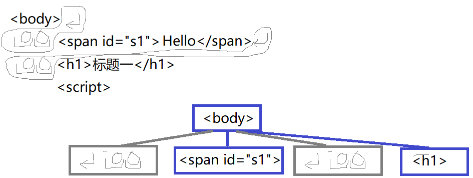 <body>
<span id="s1">Hello</span>
<h1>标题一</h1>
<script>
<body>
<span id="s1">
<h1>